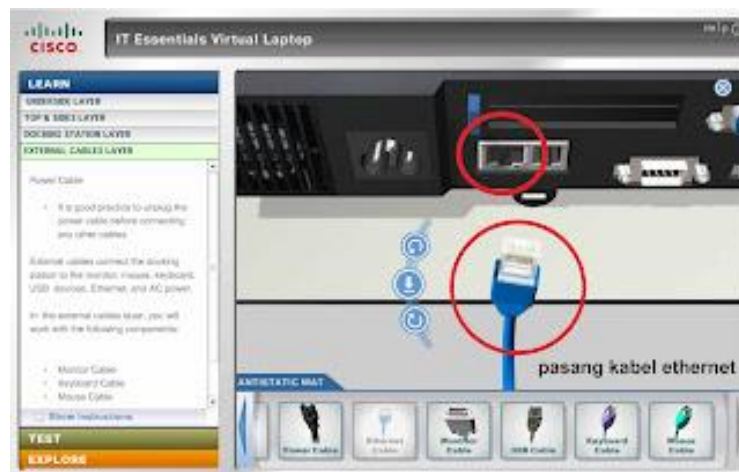 CISCO
IT Essentials Virtual Laptop
Help
LEARN
UNDERSIDE LAYER
TOP & SIDES LAYER
DOCKING STATION LAYER
EXTERNAL CABLES LAYER
Power Cable
• It is good practice to unplug the
power cable before connecting
any other cables.
External cables connect the docking
station to the monitor, mouse, keyboard,
USB devices, Ethernet, and AC power.
In the external cables layer, you will
work with the following components:
• Monitor Cable
• Keyboard Cable
• Mouse Cable
Show Instructions
TEST
EXPLORE
pasang kabel ethernet
ANTISTATIC MAT
Power Cable
Ethernet Cable
Monitor Cable
USB Cable
Keyboard Cable
Mouse Cable